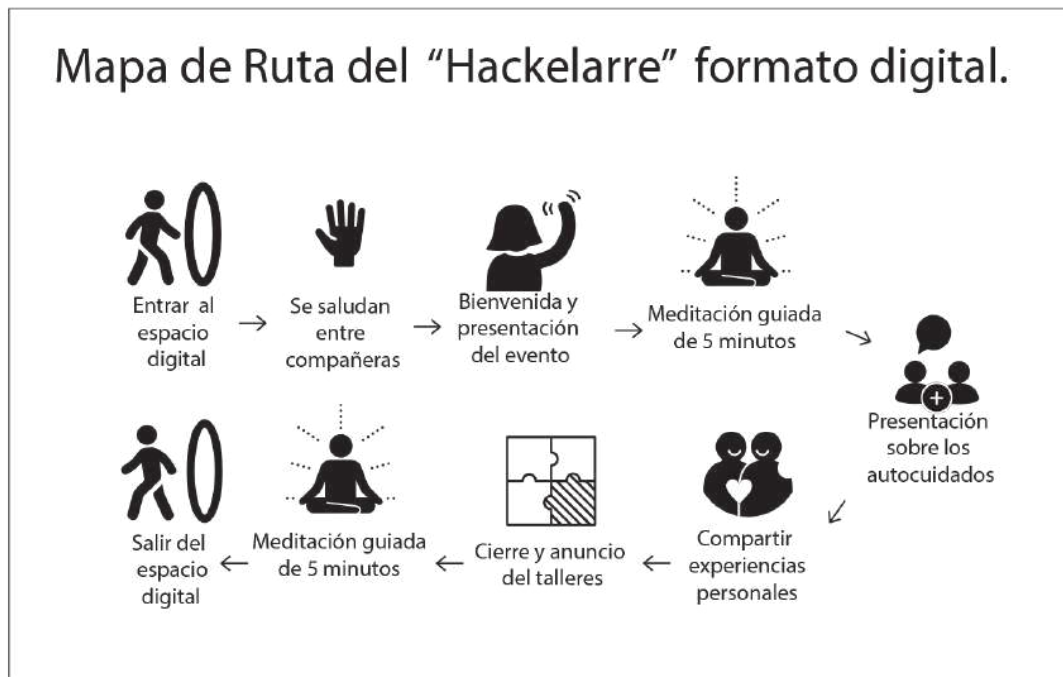 Mapa de Ruta del “Hackelarre” formato digital.
Entrar al
espacio
digital
Se saludan
entre
compañeras
Bienvenida y
presentación
del evento
Meditación guiada
de 5 minutos
Presentación
sobre los
autocuidados
Compartir
experiencias
personales
Cierre y anuncio
del talleres
Meditación guiada
de 5 minutos
Salir del
espacio
digital